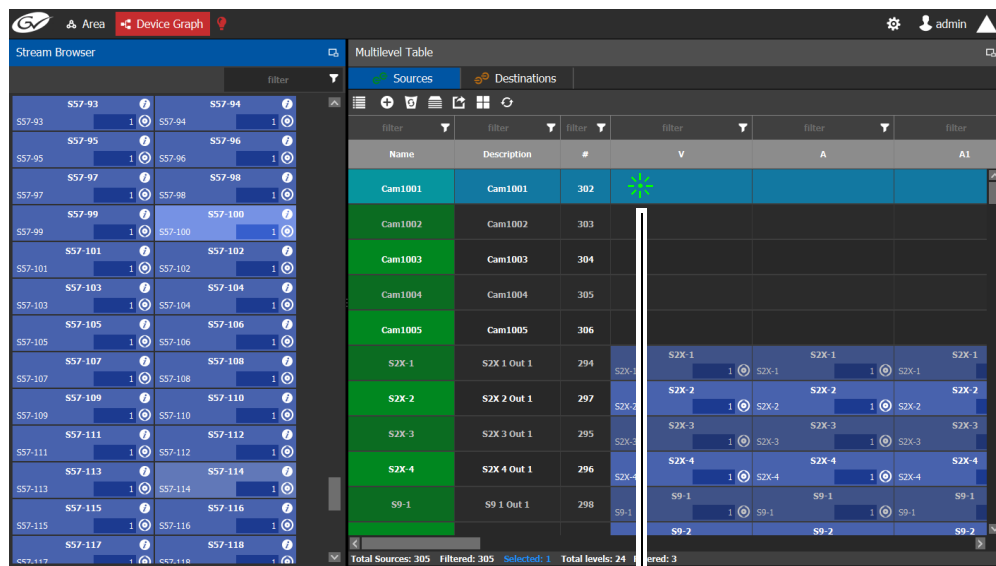 GV Area Device Graph admin
Stream Browser
filter
S57-93 S57-94
S57-93 1 S57-94 1
S57-95 S57-96
S57-95 1 S57-96 1
S57-97 S57-98
S57-97 1 S57-98 1
S57-99 S57-100
S57-99 1 S57-100 1
S57-101 S57-102
S57-101 1 S57-102 1
S57-103 S57-104
S57-103 1 S57-104 1
S57-105 S57-106
S57-105 1 S57-106 1
S57-107 S57-108
S57-107 1 S57-108 1
S57-109 S57-110
S57-109 1 S57-110 1
S57-111 S57-112
S57-111 1 S57-112 1
S57-113 S57-114
S57-113 1 S57-114 1
S57-115 S57-116
S57-115 1 S57-116 1
S57-117 S57-118
S57-117 1 S57-118 1
Multilevel Table
Sources Destinations
filter filter filter filter filter filter
Name Description # V A A1
Cam1001 Cam1001 302
Cam1002 Cam1002 303
Cam1003 Cam1003 304
Cam1004 Cam1004 305
Cam1005 Cam1005 306
S2X-1 S2X 1 Out 1 294 S2X-1 S2X-1 S2X-1
S2X-1 1 S2X-1 1 S2X-1
S2X-2 S2X 2 Out 1 297 S2X-2 S2X-2 S2X-2
S2X-2 1 S2X-2 1 S2X-2
S2X-3 S2X 3 Out 1 295 S2X-3 S2X-3 S2X-3
S2X-3 1 S2X-3 1 S2X-3
S2X-4 S2X 4 Out 1 296 S2X-4 S2X-4 S2X-4
S2X-4 1 S2X-4 1 S2X-4
S9-1 S9 1 Out 1 298 S9-1 S9-1 S9-1
S9-1 1 S9-1 1 S9-1
S9-2 S9-2 S9-2
Total Sources: 305 Filtered: 305 Selected: 1 Total levels: 24 ered: 3